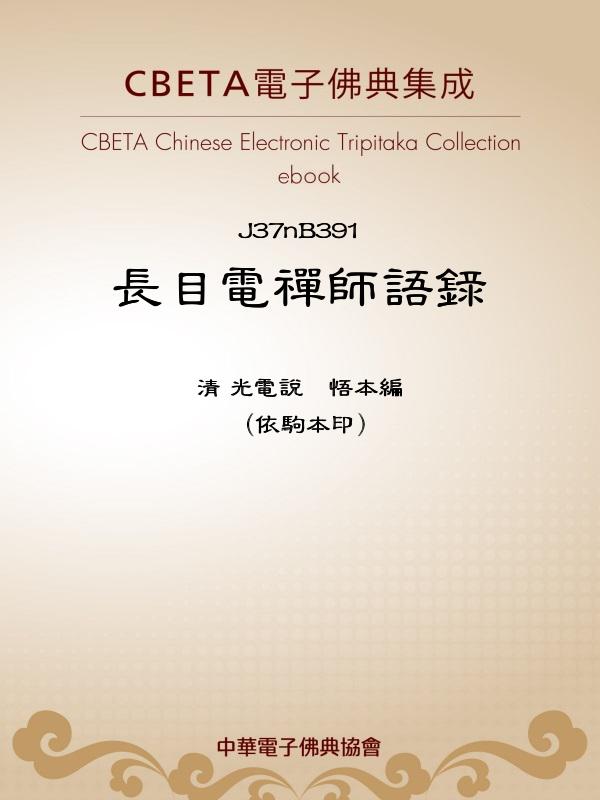 CBETA電子佛典集成
CBETA Chinese Electronic Tripitaka Collection
ebook
J37nB391
長目電禪師語錄
清 光電說　悟本編
(依駒本印)
中華電子佛典協會